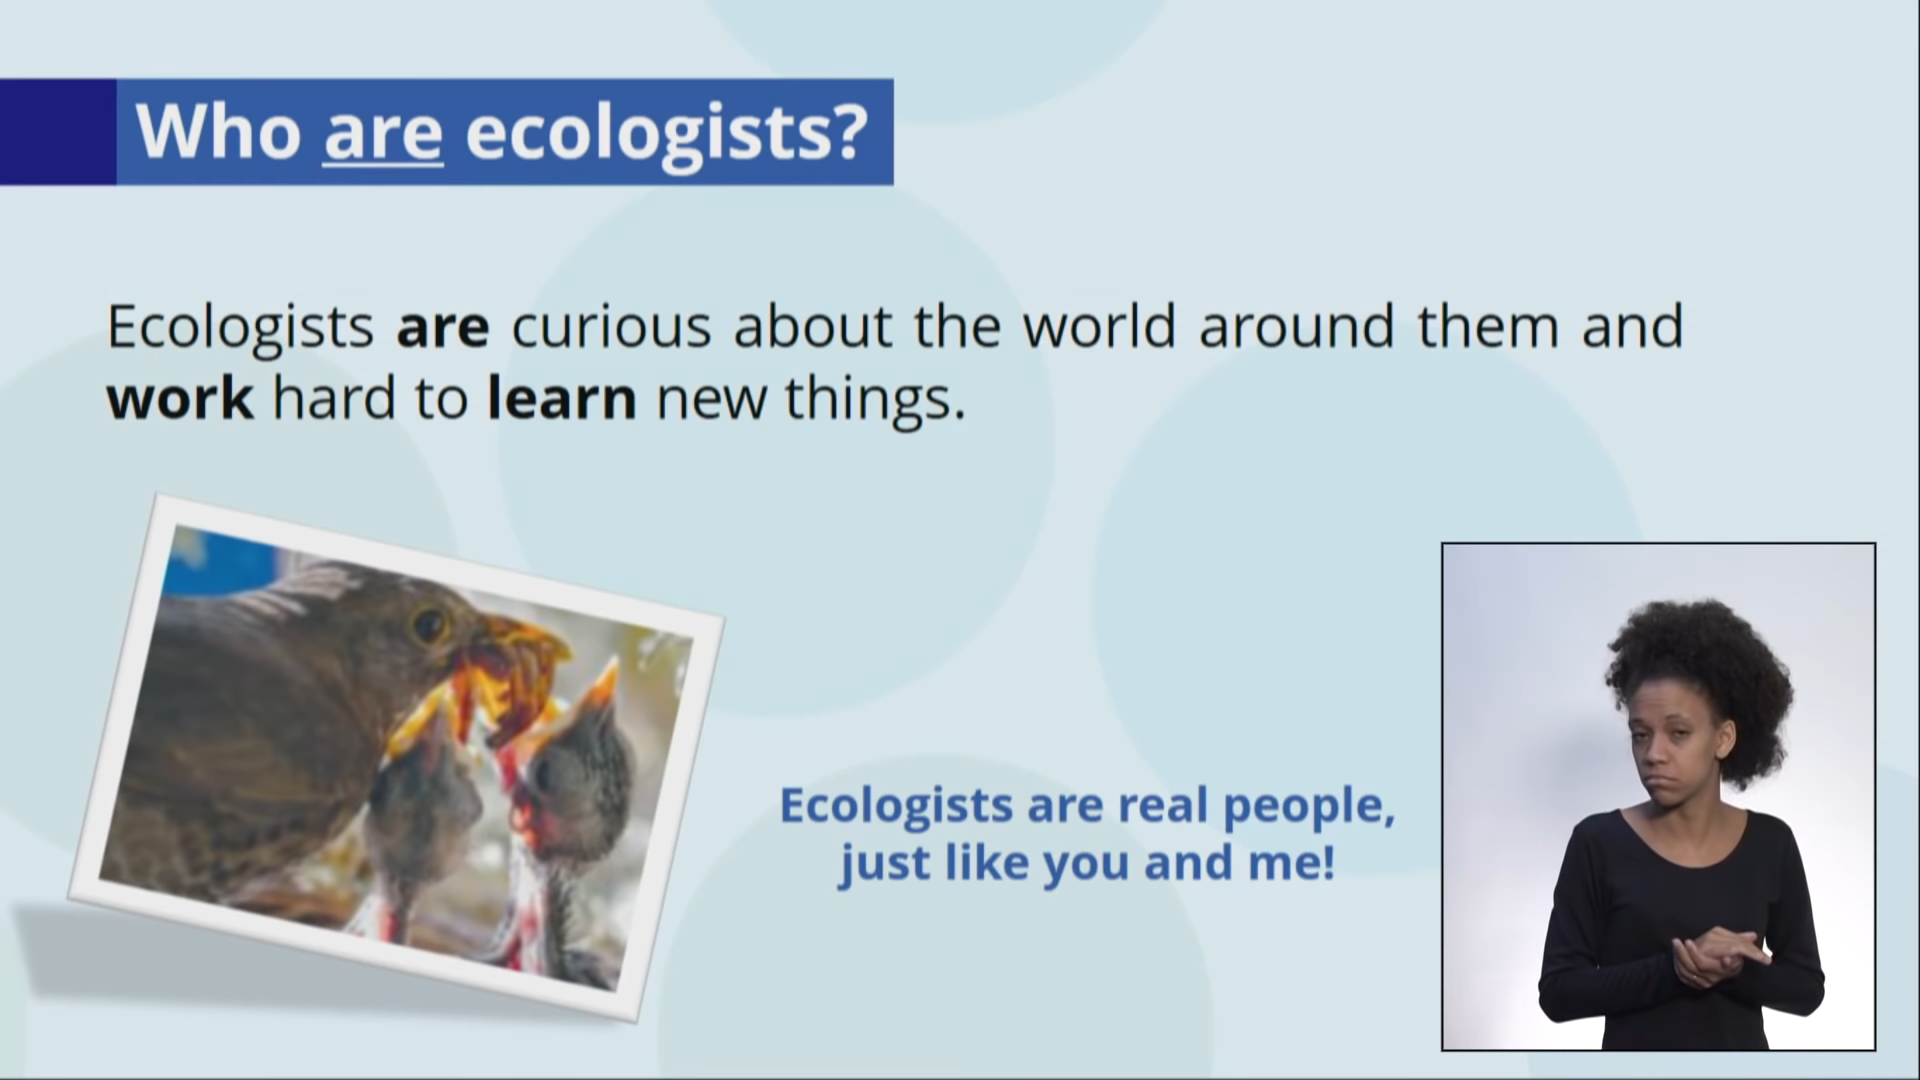 Who are ecologists?
Ecologists are curious about the world around them and
work hard to learn new things.
Ecologists are real people,
just like you and me!